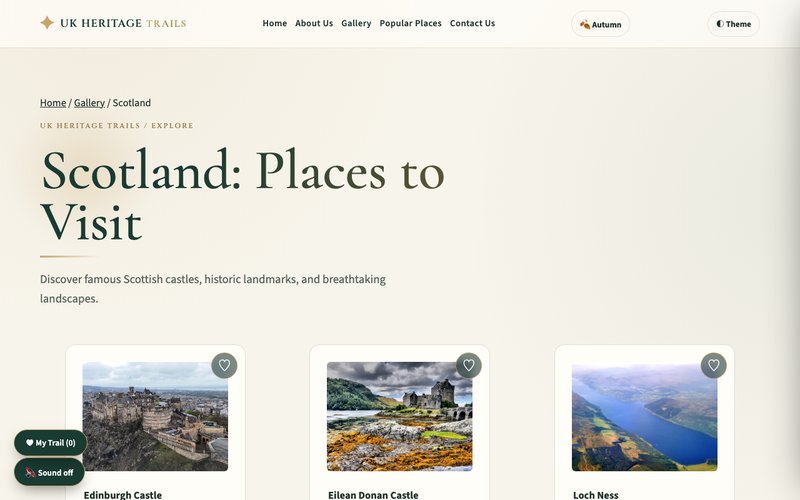 UK HERITAGE TRAILS
Home About Us Gallery Popular Places Contact Us
🍂 Autumn
🌓 Theme
Home / Gallery / Scotland
UK HERITAGE TRAILS / EXPLORE
Scotland: Places to
Visit
Discover famous Scottish castles, historic landmarks, and breathtaking
landscapes.
♥ My Trail (0)
Sound off
Edinburgh Castle
Eilean Donan Castle
Loch Ness